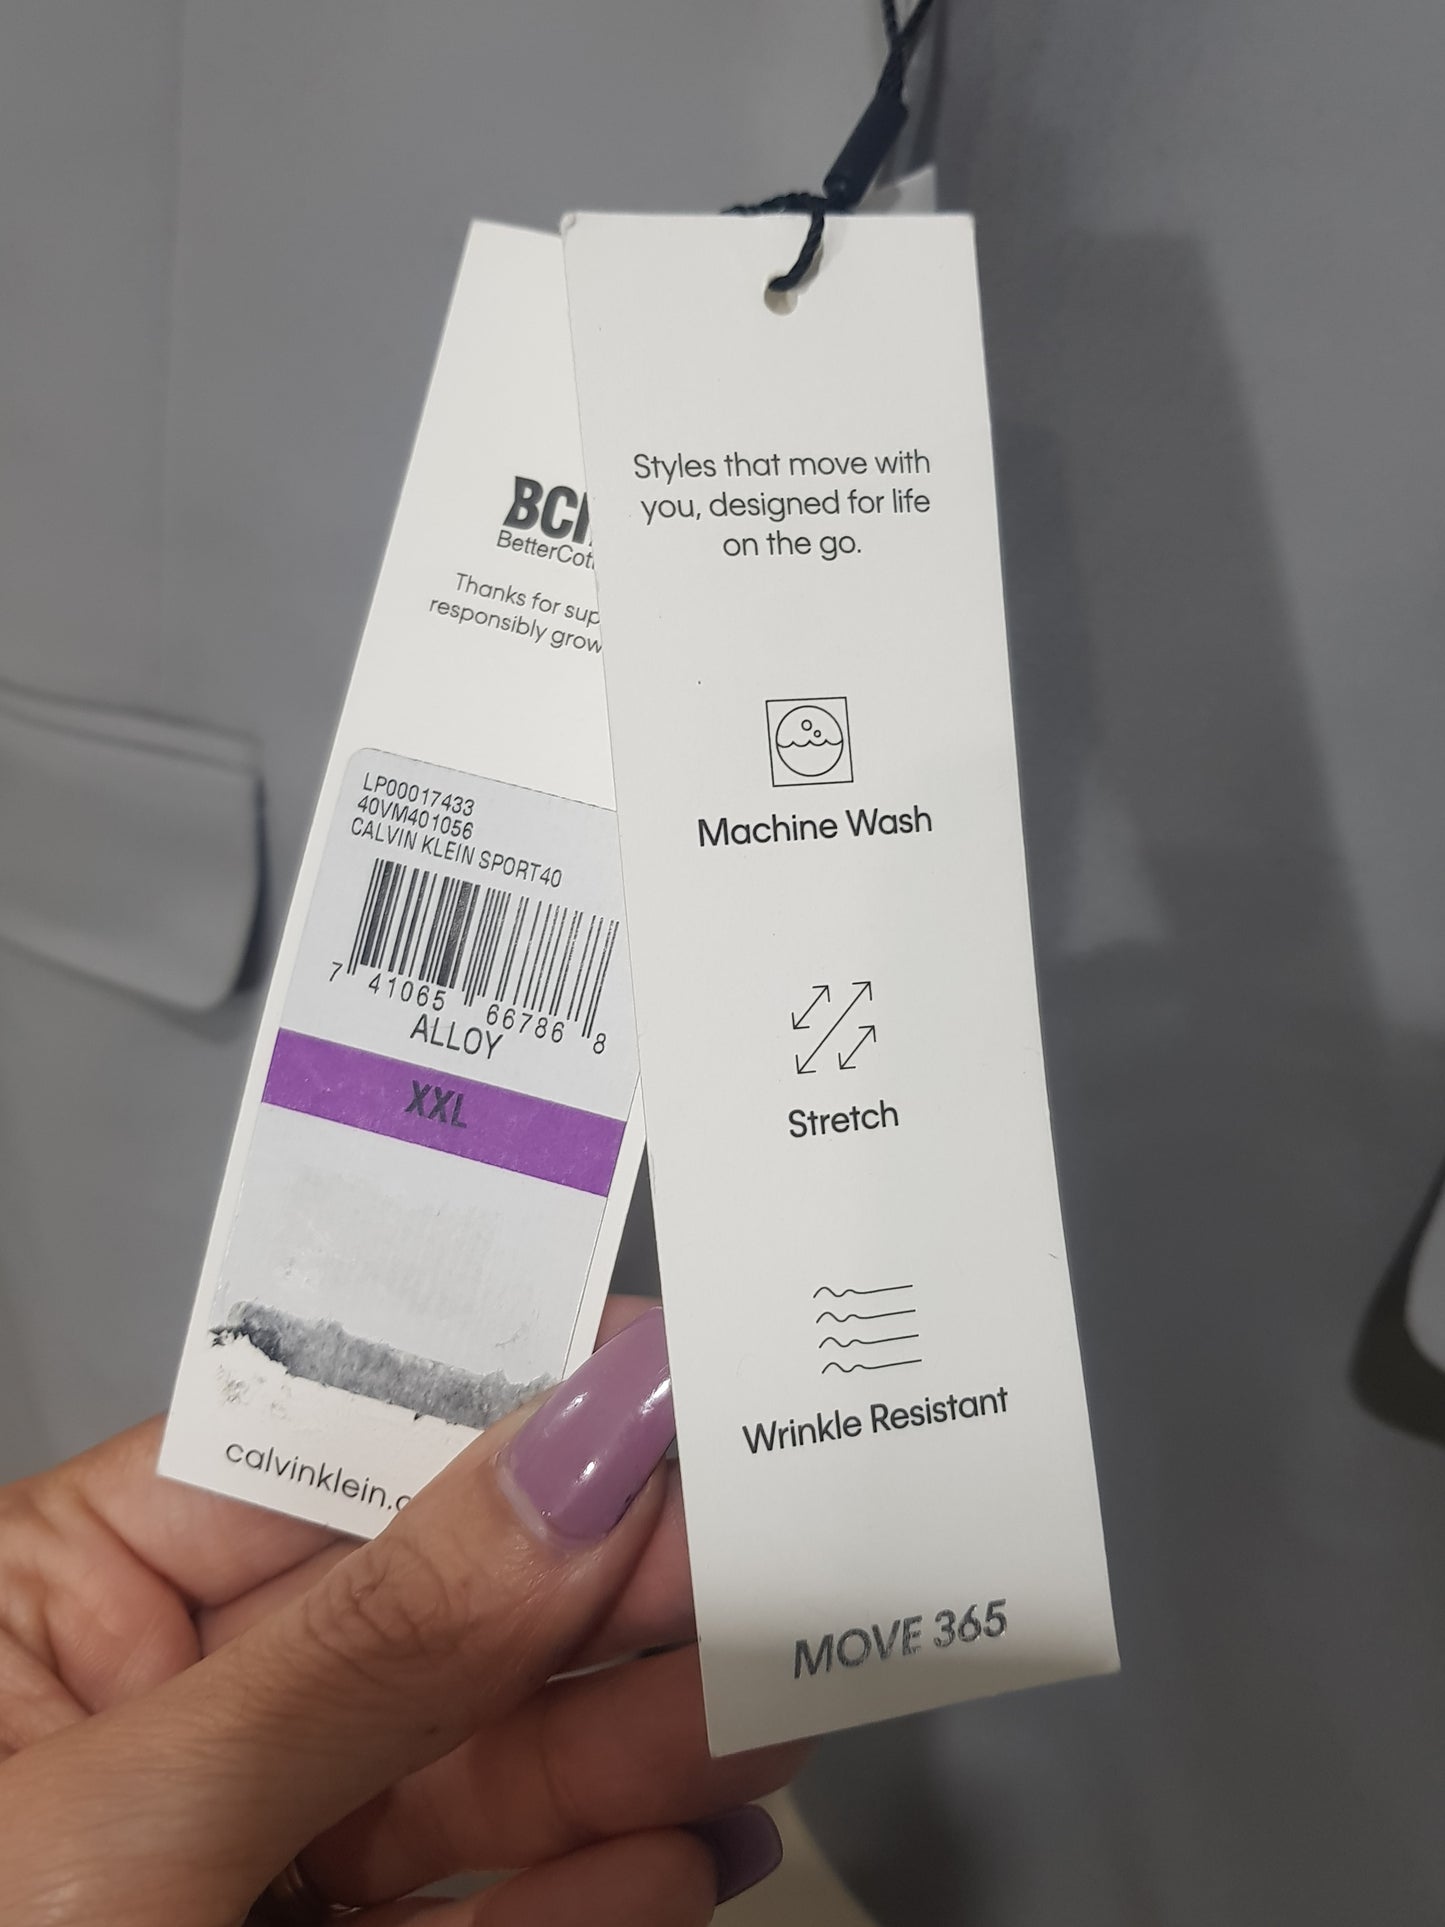 BCI
BetterCot
Thanks for sup
responsibly grow
LP00017433
40VM401056
CALVIN KLEIN SPORT40
7 41065 66786 8
ALLOY
XXL
calvinklein.c
Styles that move with
you, designed for life
on the go.
Machine Wash
Stretch
Wrinkle Resistant
MOVE 365